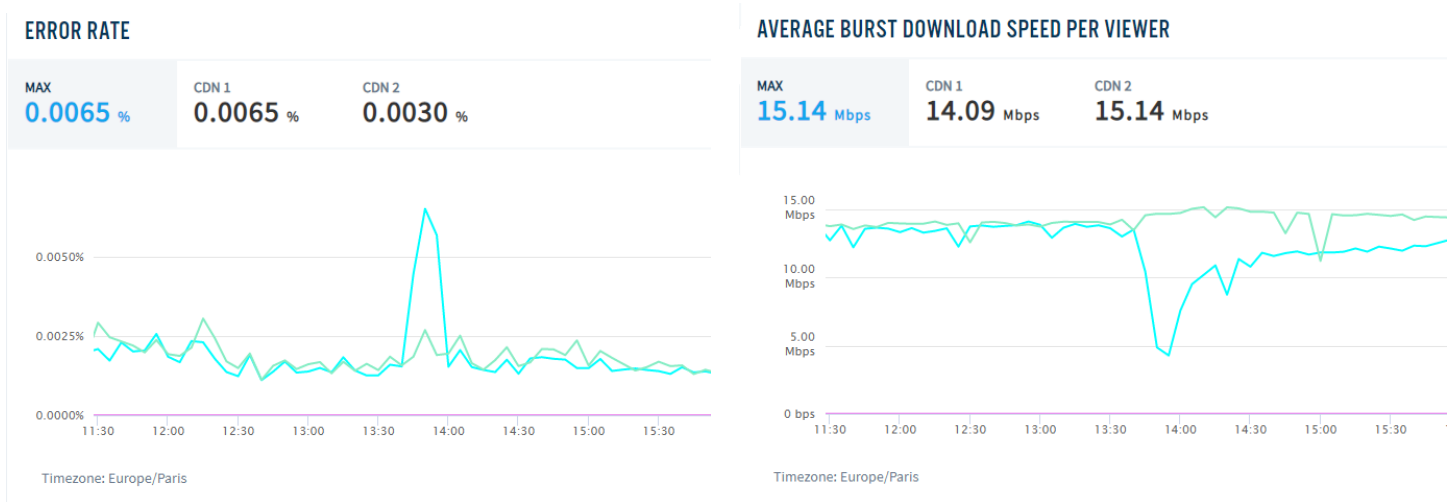 ERROR RATE
MAX
0.0065 %
CDN 1
0.0065 %
CDN 2
0.0030 %
0.0050%
0.0025%
0.0000%
11:30 12:00 12:30 13:00 13:30 14:00 14:30 15:00 15:30
Timezone: Europe/Paris
AVERAGE BURST DOWNLOAD SPEED PER VIEWER
MAX
15.14 Mbps
CDN 1
14.09 Mbps
CDN 2
15.14 Mbps
15.00
Mbps
10.00
Mbps
5.00
Mbps
0 bps
11:30 12:00 12:30 13:00 13:30 14:00 14:30 15:00 15:30
Timezone: Europe/Paris